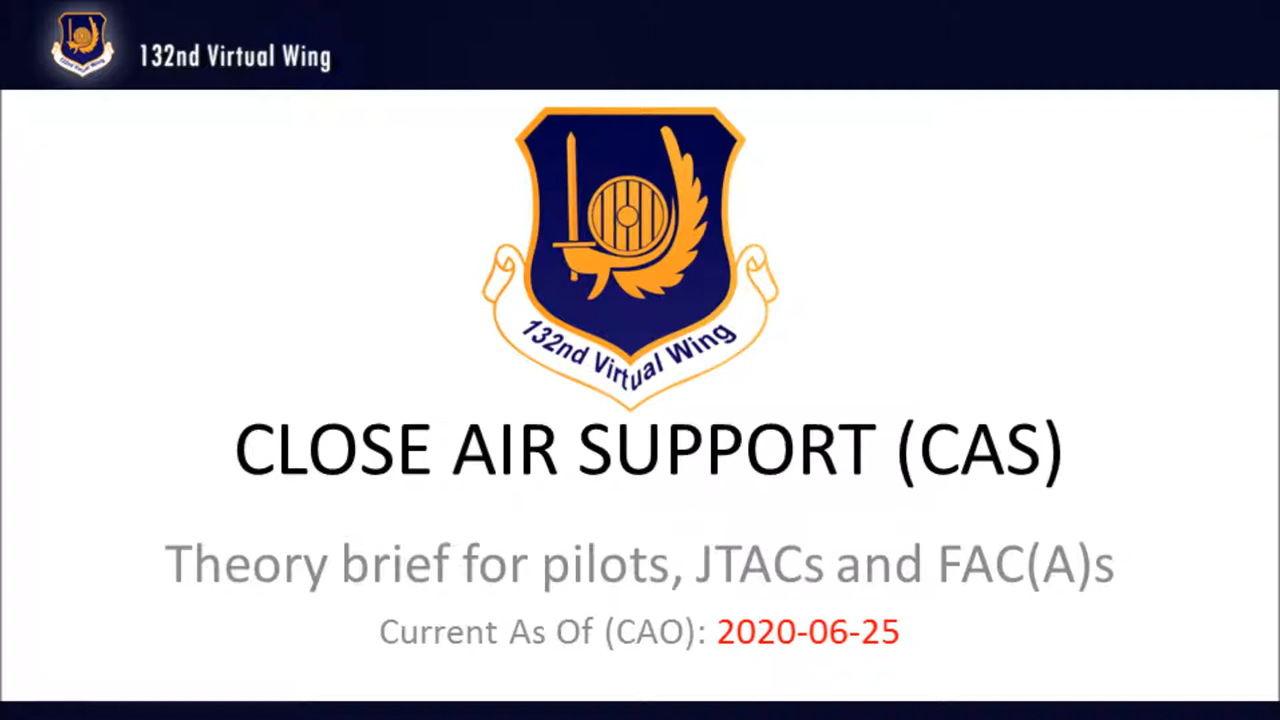 132nd Virtual Wing
132nd Virtual Wing
CLOSE AIR SUPPORT (CAS)
Theory brief for pilots, JTACs and FAC(A)s
Current As Of (CAO): 2020-06-25